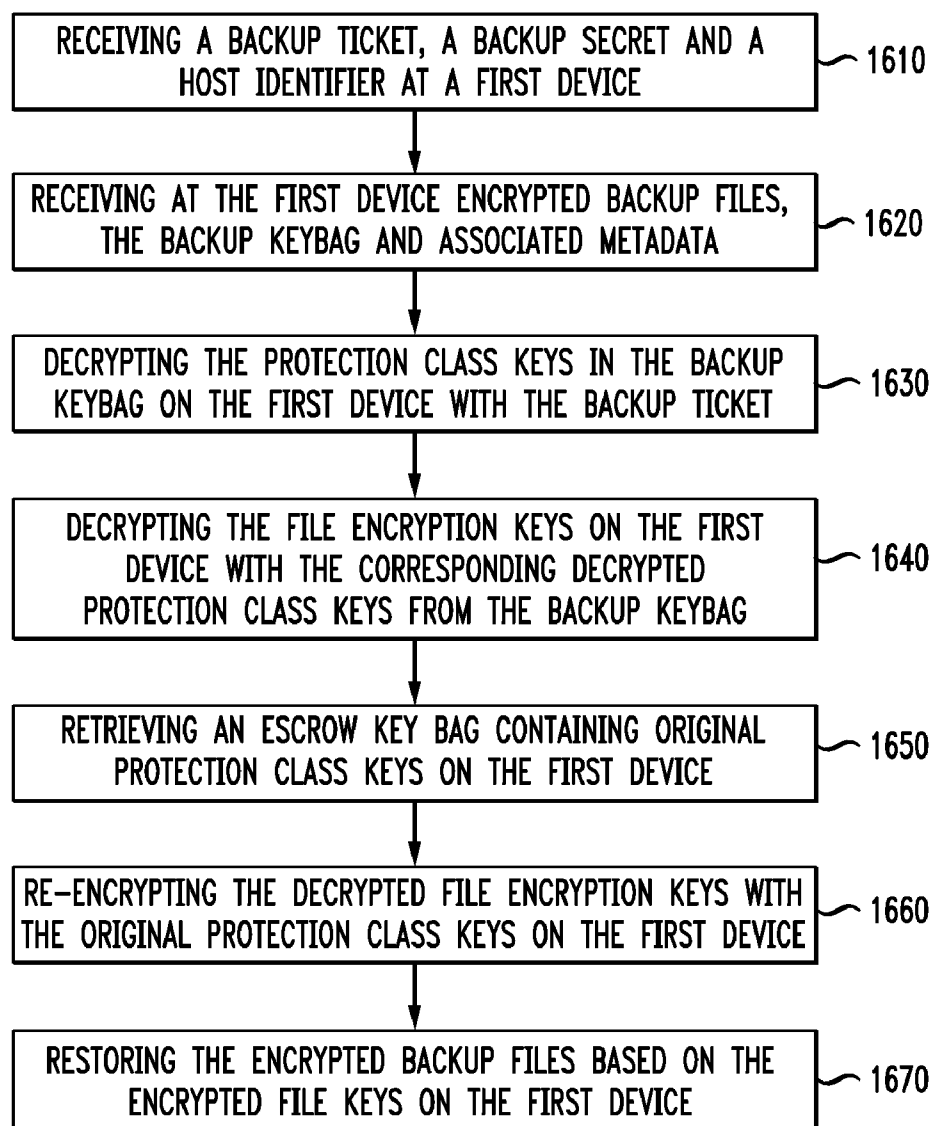 RECEIVING A BACKUP TICKET, A BACKUP SECRET AND A
HOST IDENTIFIER AT A FIRST DEVICE
1610
RECEIVING AT THE FIRST DEVICE ENCRYPTED BACKUP FILES,
THE BACKUP KEYBAG AND ASSOCIATED METADATA
1620
DECRYPTING THE PROTECTION CLASS KEYS IN THE BACKUP
KEYBAG ON THE FIRST DEVICE WITH THE BACKUP TICKET
1630
DECRYPTING THE FILE ENCRYPTION KEYS ON THE FIRST
DEVICE WITH THE CORRESPONDING DECRYPTED
PROTECTION CLASS KEYS FROM THE BACKUP KEYBAG
1640
RETRIEVING AN ESCROW KEY BAG CONTAINING ORIGINAL
PROTECTION CLASS KEYS ON THE FIRST DEVICE
1650
RE-ENCRYPTING THE DECRYPTED FILE ENCRYPTION KEYS WITH
THE ORIGINAL PROTECTION CLASS KEYS ON THE FIRST DEVICE
1660
RESTORING THE ENCRYPTED BACKUP FILES BASED ON THE
ENCRYPTED FILE KEYS ON THE FIRST DEVICE
1670